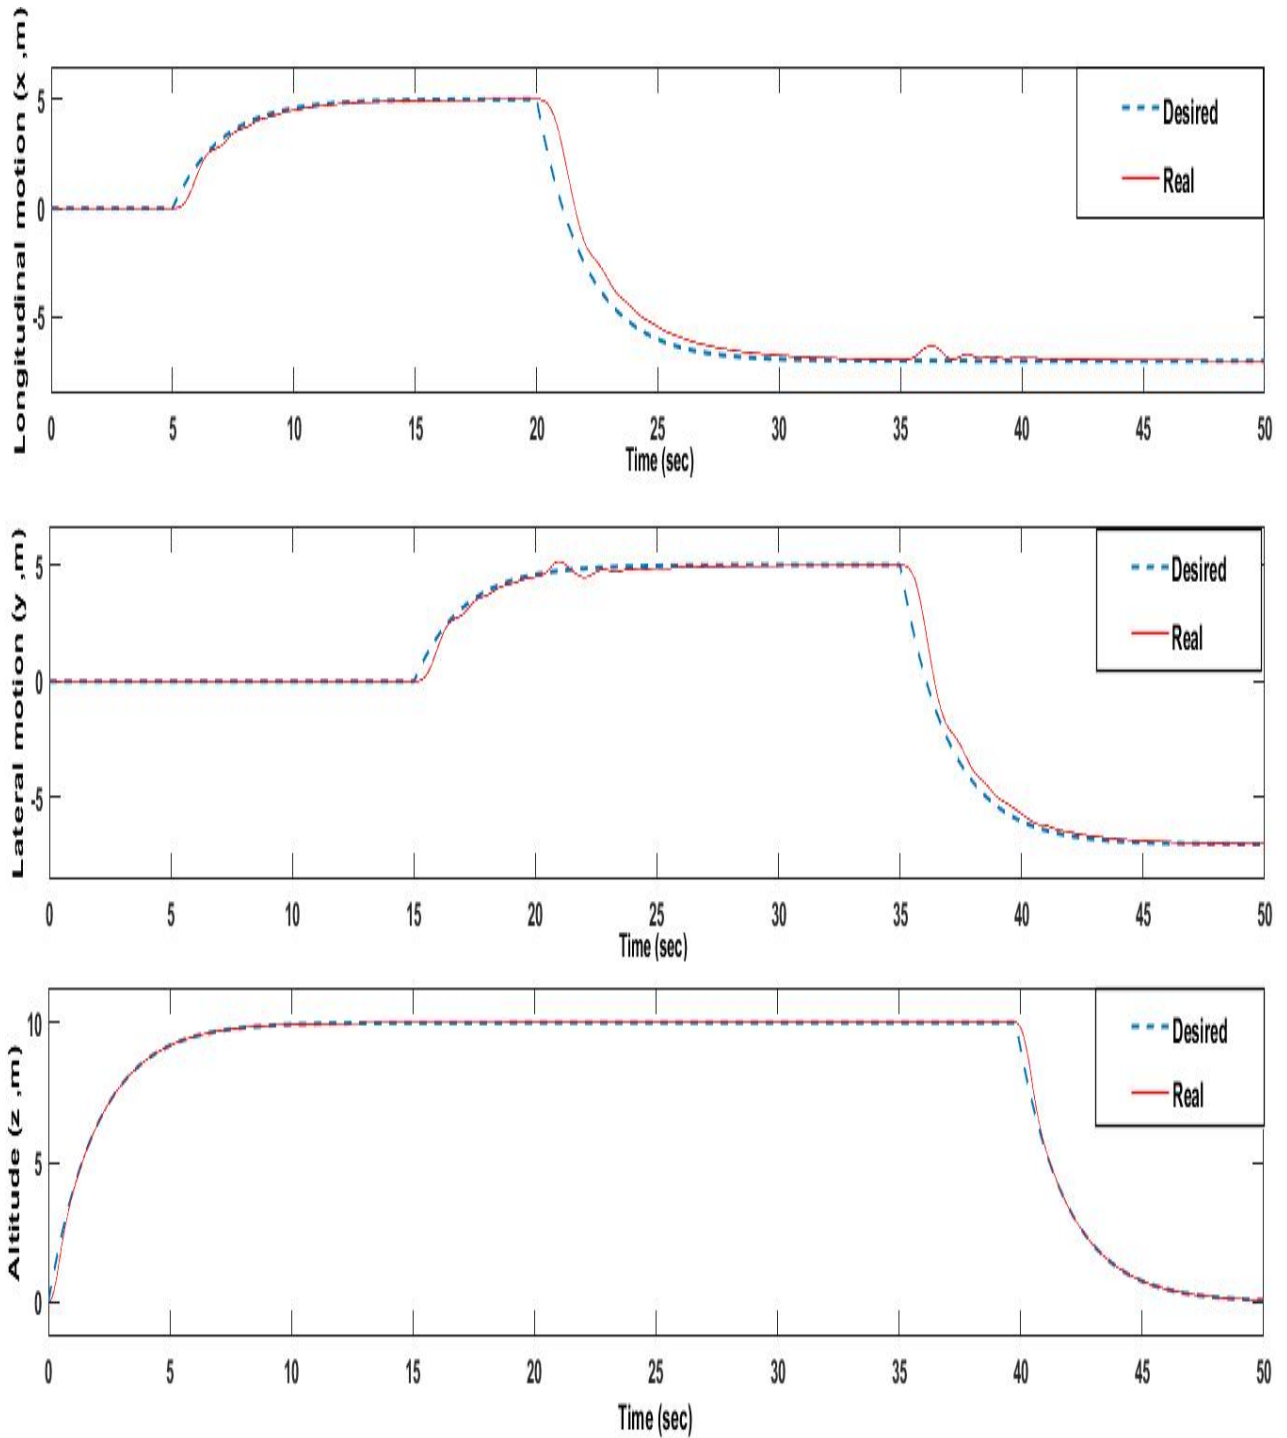 Longitudinal motion (x ,m)
5
0
-5
Desired
Real
0 5 10 15 20 25 30 35 40 45 50
Time (sec)
Lateral motion (y ,m)
5
0
-5
Desired
Real
0 5 10 15 20 25 30 35 40 45 50
Time (sec)
Altitude (z ,m)
10
5
0
Desired
Real
0 5 10 15 20 25 30 35 40 45 50
Time (sec)